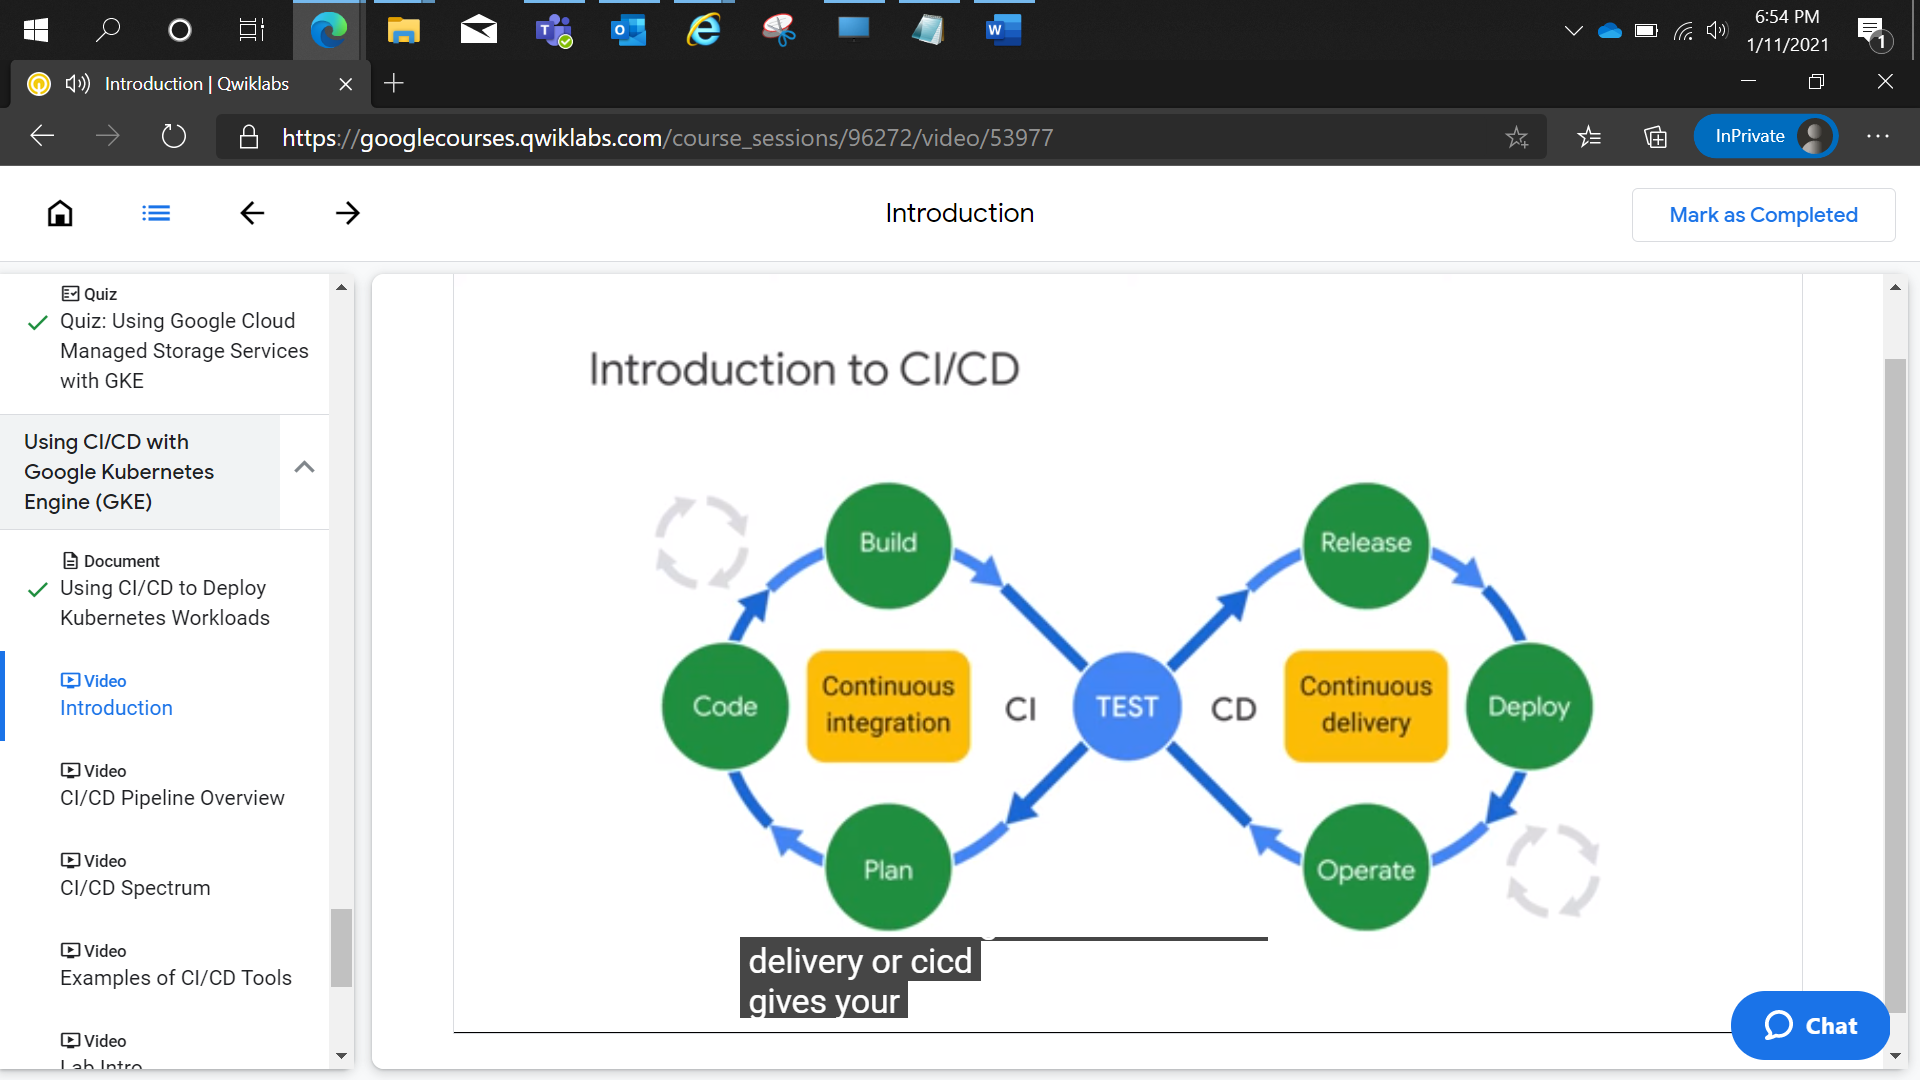 6:54 PM
1/11/2021
1
Introduction | Qwiklabs
https://googlecourses.qwiklabs.com/course_sessions/96272/video/53977
InPrivate
Introduction
Mark as Completed
Quiz
Quiz: Using Google Cloud
Managed Storage Services
with GKE
Using CI/CD with
Google Kubernetes
Engine (GKE)
Document
Using CI/CD to Deploy
Kubernetes Workloads
Video
Introduction
Video
CI/CD Pipeline Overview
Video
CI/CD Spectrum
Video
Examples of CI/CD Tools
Video
Lab Intro
Introduction to CI/CD
Build
Release
Code
Continuous
integration
CI
TEST
CD
Continuous
delivery
Deploy
Plan
Operate
delivery or cicd
gives your
Chat